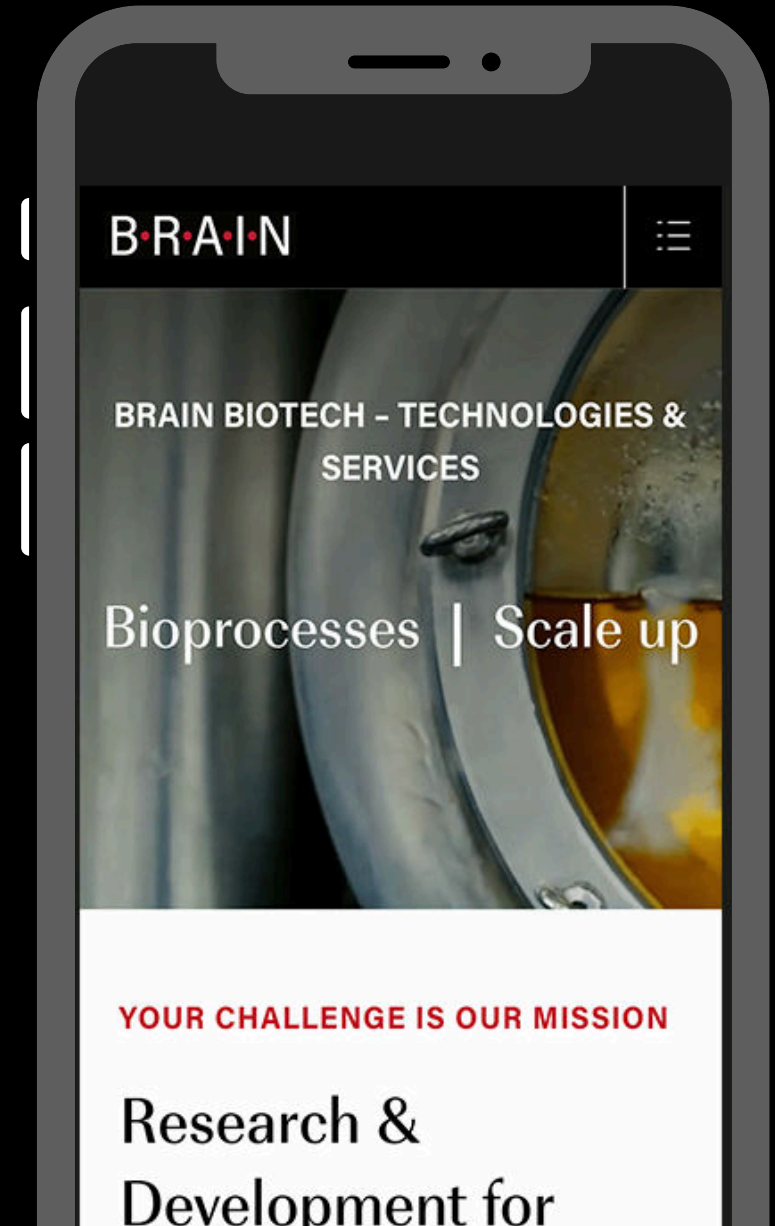 B·R·A·I·N
BRAIN BIOTECH – TECHNOLOGIES &
SERVICES
Bioprocesses | Scale up
YOUR CHALLENGE IS OUR MISSION
Research &
Development for